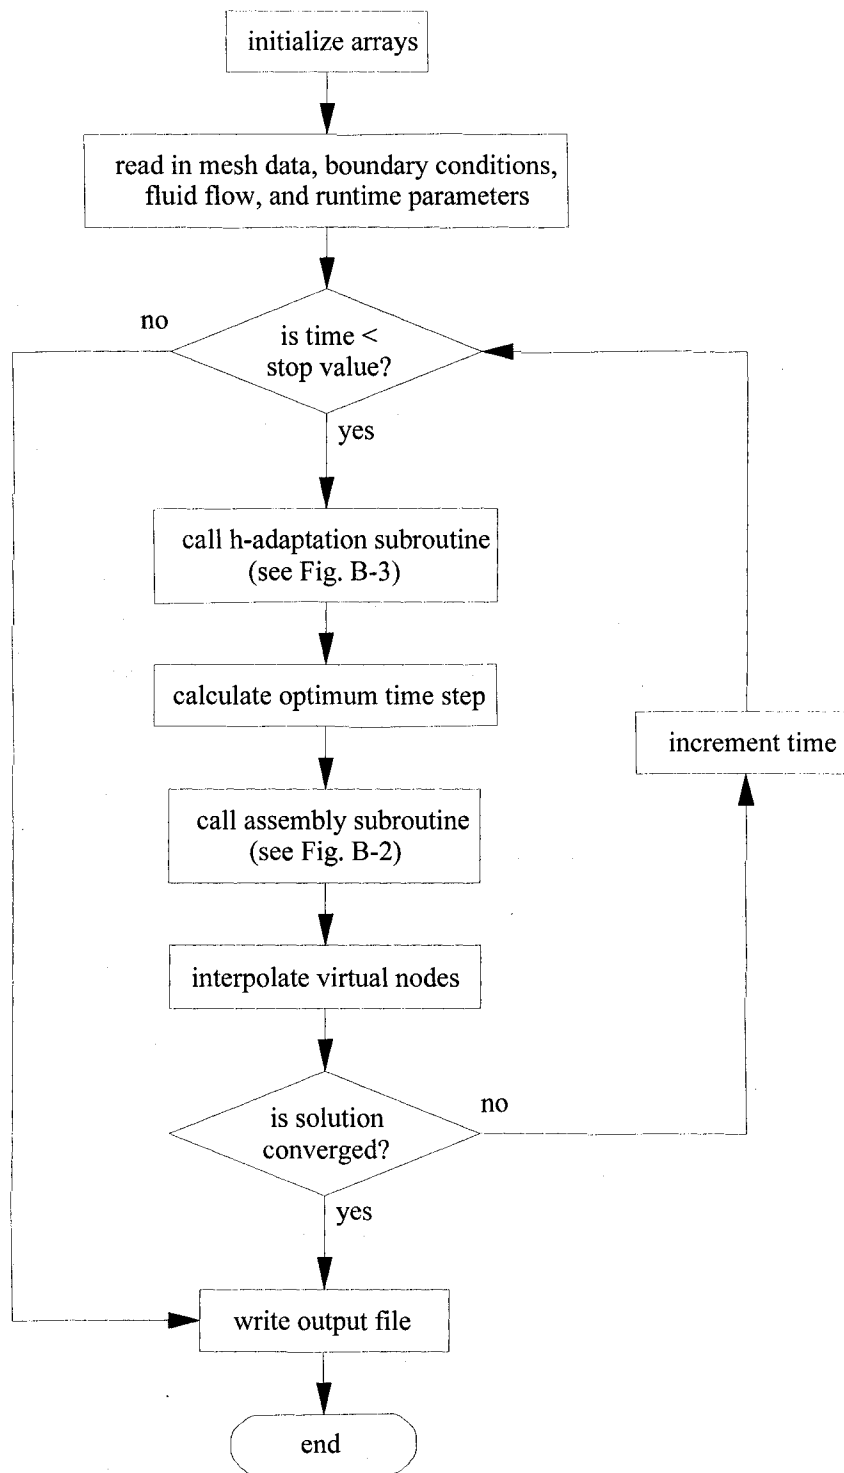 initialize arrays
read in mesh data, boundary conditions,
fluid flow, and runtime parameters
no
is time <
stop value?
yes
call h-adaptation subroutine
(see Fig. B-3)
calculate optimum time step
increment time
call assembly subroutine
(see Fig. B-2)
interpolate virtual nodes
no
is solution
converged?
yes
write output file
end